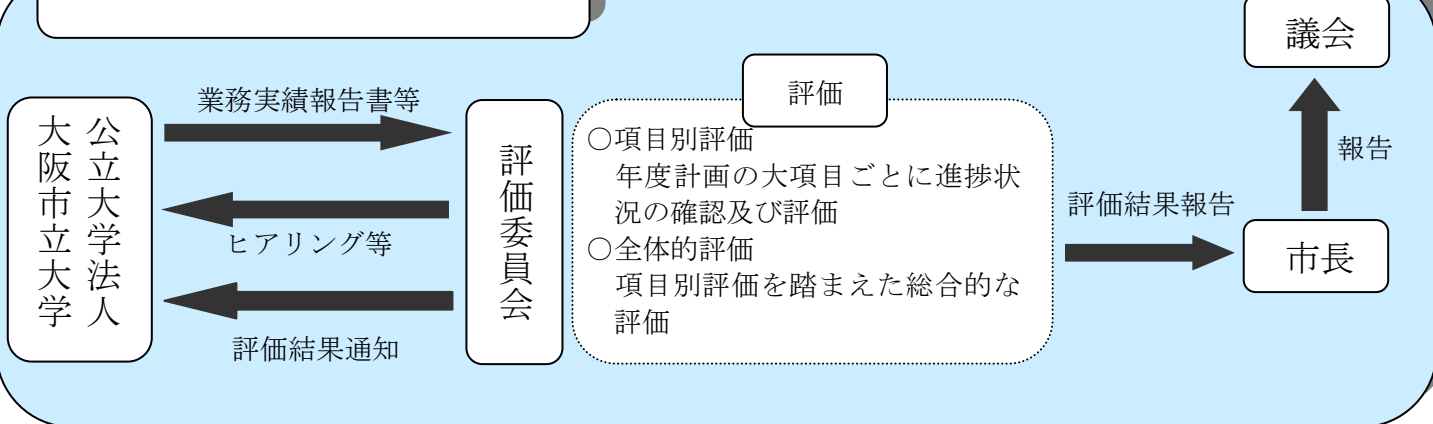 議会
評価
業務実績報告書等
公立大学法人
大阪市立大学
評価委員会
○項目別評価
年度計画の大項目ごとに進捗状
況の確認及び評価
○全体的評価
項目別評価を踏まえた総合的な
評価
ヒアリング等
評価結果通知
評価結果報告
報告
市長